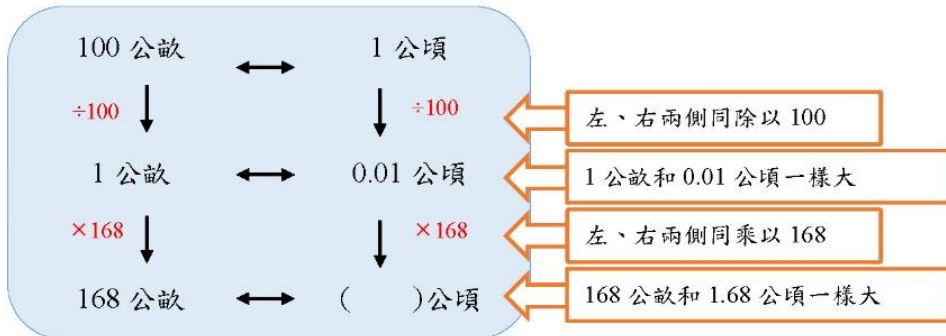 100 公畝 1 公頃
÷100 ÷100
左、右兩側同除以 100
1 公畝 0.01 公頃
1 公畝和 0.01 公頃一樣大
×168 ×168
左、右兩側同乘以 168
168 公畝 ( )公頃
168 公畝和 1.68 公頃一樣大